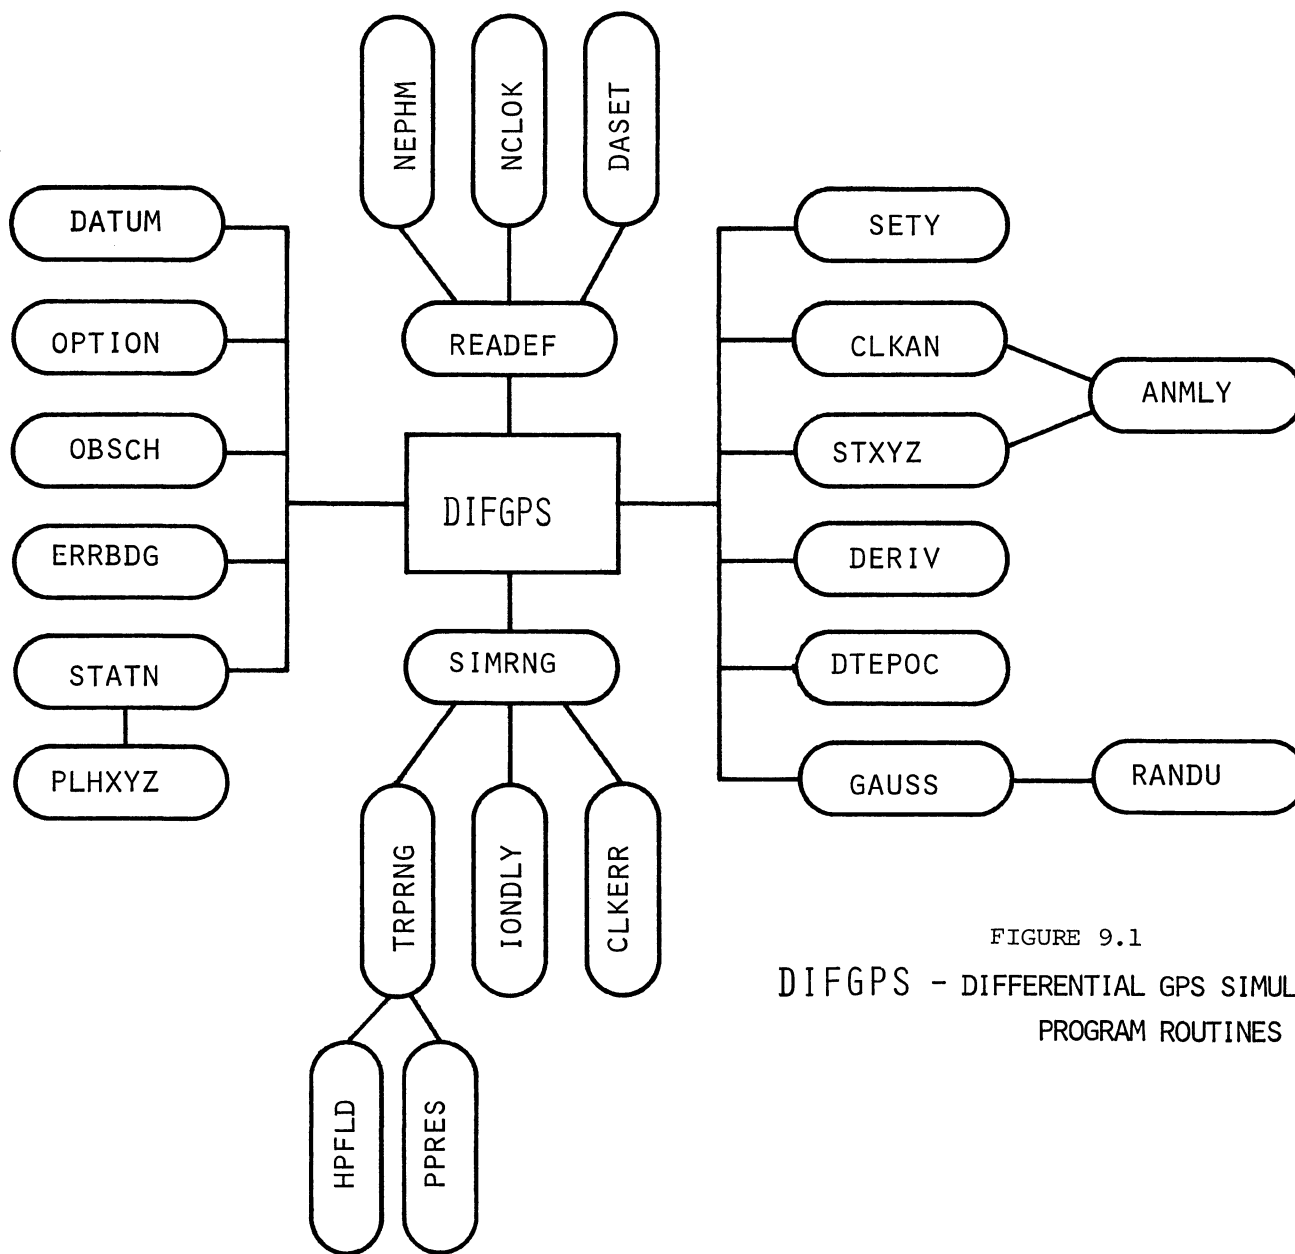 NEPHM
NCLOK
DASET
DATUM
SETY
OPTION
READEF
CLKAN
ANMLY
OBSCH
STXYZ
DIFGPS
ERRBDG
DERIV
STATN
SIMRNG
DTEPOC
PLHXYZ
GAUSS
RANDU
TRPRNG
IONDLY
CLKERR
HPFLD
PPRES
FIGURE 9.1
DIFGPS - DIFFERENTIAL GPS SIMUL
PROGRAM ROUTINES